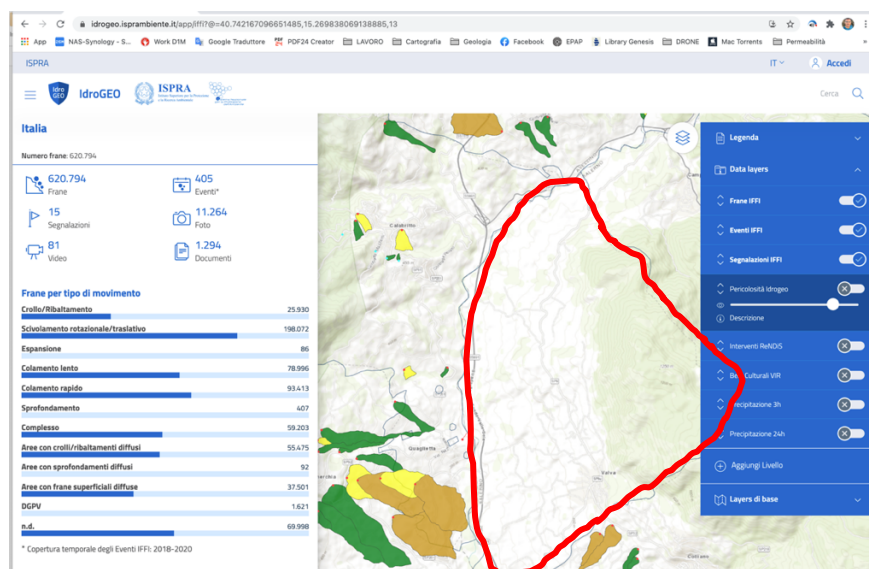 idrogeo.isprambiente.it/app/iffi?@=40.742167096651485,15.269838069138885,13
App NAS-Synology - S... Work D1M Google Traduttore PDF24 Creator LAVORO Cartografia Geologia Facebook EPAP Library Genesis DRONE Mac Torrents Permeabilità »
ISPRA IT Accedi
Idro GEO IdroGEO ISPRA Cerca
Italia
Numero frane: 620.794
620.794 405
Frane Eventi*
15 11.264
Segnalazioni Foto
81 1.294
Video Documenti
Frane per tipo di movimento
Crollo/Ribaltamento 25.930
Scivolamento rotazionale/traslativo 198.072
Espansione 86
Colamento lento 78.996
Colamento rapido 93.413
Sprofondamento 407
Complesso 59.203
Aree con crolli/ribaltamenti diffusi 55.475
Aree con sprofondamenti diffusi 92
Aree con frane superficiali diffuse 37.501
DGPV 1.621
n.d. 69.998
* Copertura temporale degli Eventi IFFI: 2018-2020
Calabritto
Quaglietta
Valva
Legenda
Data layers
Frane IFFI
Eventi IFFI
Segnalazioni IFFI
Pericolosità Idrogeo
Descrizione
Interventi ReNDiS
Culturali VIR
Precipitazione 3h
Precipitazione 24h
Aggiungi Livello
Layers di base